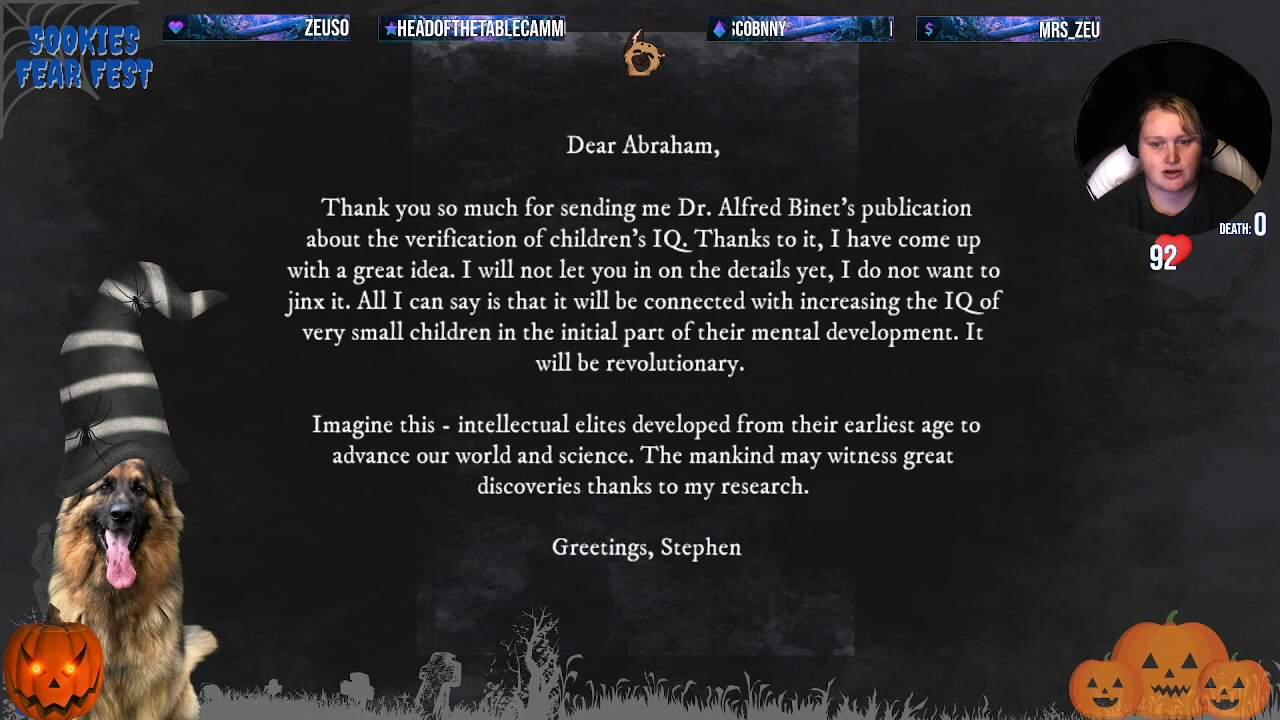 SOOKIES
FEAR FEST
ZEUSO
HEADOFTHETABLECAMM
MRS_ZEU
Dear Abraham,
Thank you so much for sending me Dr. Alfred Binet's publication
about the verification of children's IQ. Thanks to it, I have come up
with a great idea. I will not let you in on the details yet, I do not want to
jinx it. All I can say is that it will be connected with increasing the IQ of
very small children in the initial part of their mental development. It
will be revolutionary.
Imagine this - intellectual elites developed from their earliest age to
advance our world and science. The mankind may witness great
discoveries thanks to my research.
Greetings, Stephen
DEATH: 0
92